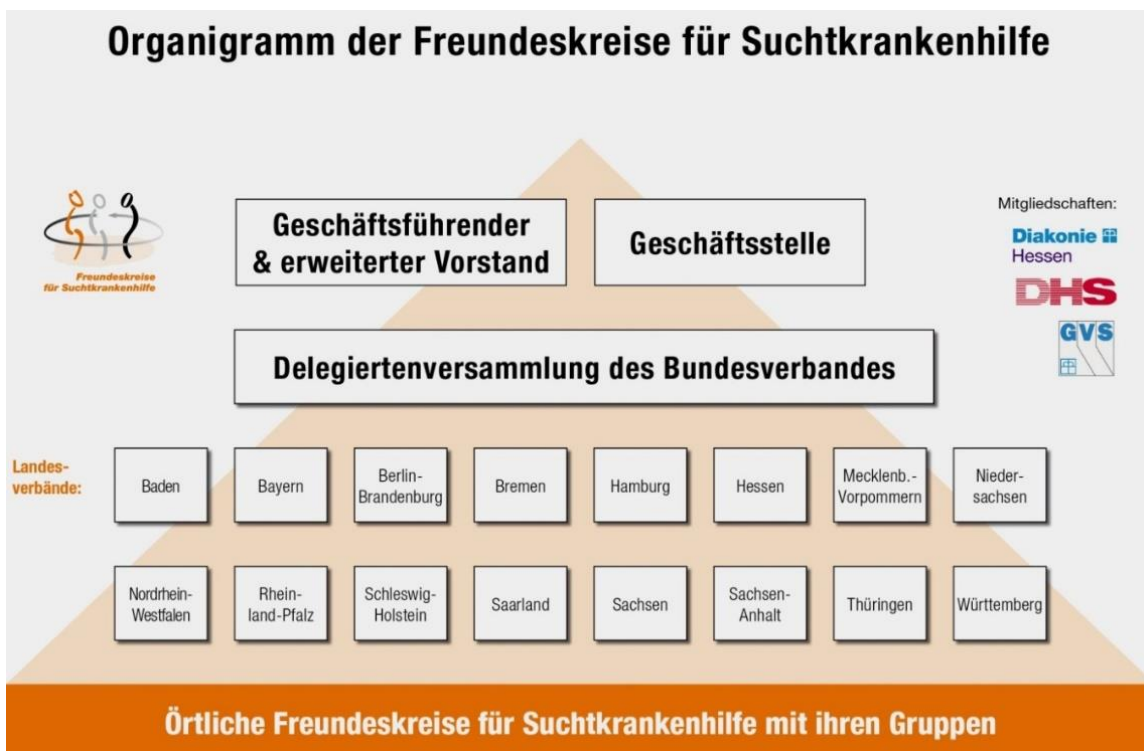 Organigramm der Freundeskreise für Suchtkrankenhilfe
Freundeskreise
für Suchtkrankenhilfe
Geschäftsführender
& erweiterter Vorstand
Geschäftsstelle
Mitgliedschaften:
Diakonie
Hessen
DHS
GVS
Delegiertenversammlung des Bundesverbandes
Landes-
verbände:
Baden
Bayern
Berlin-
Brandenburg
Bremen
Hamburg
Hessen
Mecklenb.-
Vorpommern
Nieder-
sachsen
Nordrhein-
Westfalen
Rhein-
land-Pfalz
Schleswig-
Holstein
Saarland
Sachsen
Sachsen-
Anhalt
Thüringen
Württemberg
Örtliche Freundeskreise für Suchtkrankenhilfe mit ihren Gruppen